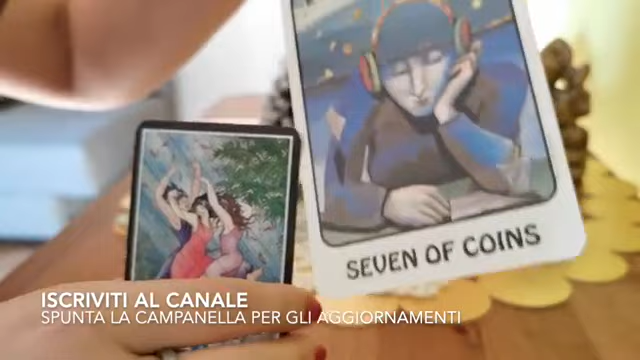 SEVEN OF COINS
ISCRIVITI AL CANALE
SPUNTA LA CAMPANELLA PER GLI AGGIORNAMENTI